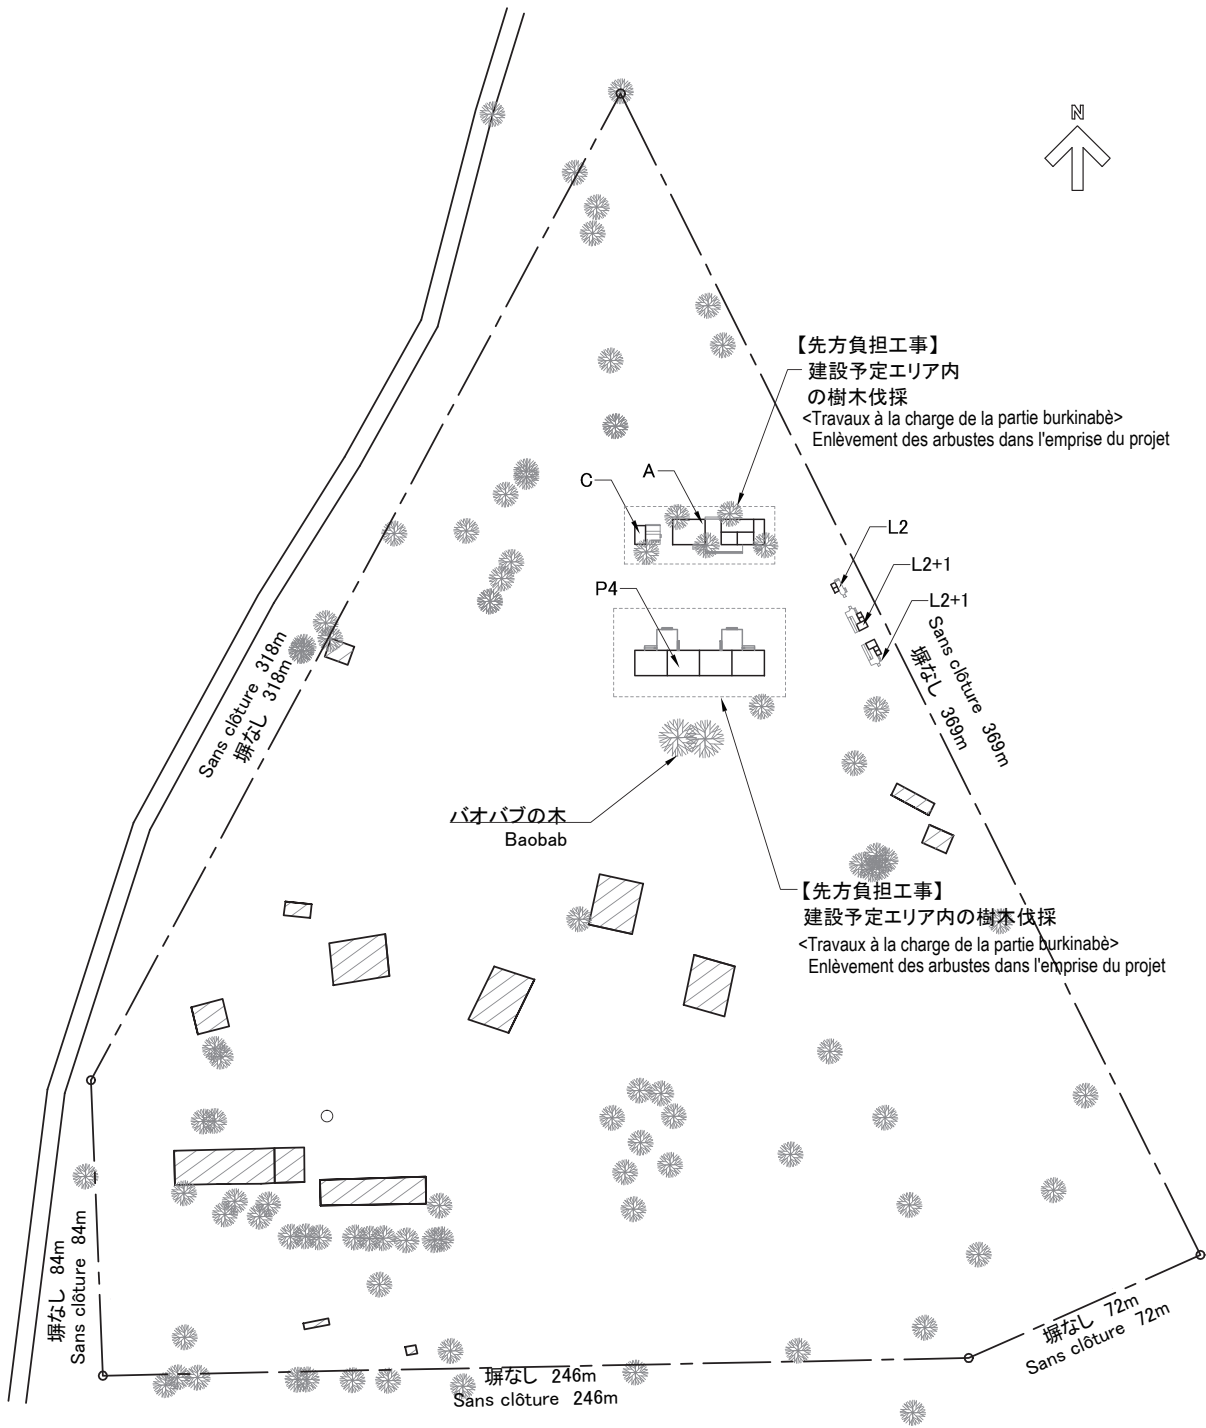 N
【先方負担工事】
建設予定エリア内
の樹木伐採
<Travaux à la charge de la partie burkinabè>
Enlèvement des arbustes dans l'emprise du projet
C
A
L2
L2+1
L2+1
P4
Sans clôture 369m
塀なし 369m
Sans clôture 318m
塀なし 318m
バオバブの木
Baobab
【先方負担工事】
建設予定エリア内の樹木伐採
<Travaux à la charge de la partie burkinabè>
Enlèvement des arbustes dans l'emprise du projet
塀なし 84m
Sans clôture 84m
塀なし 72m
Sans clôture 72m
塀なし 246m
Sans clôture 246m